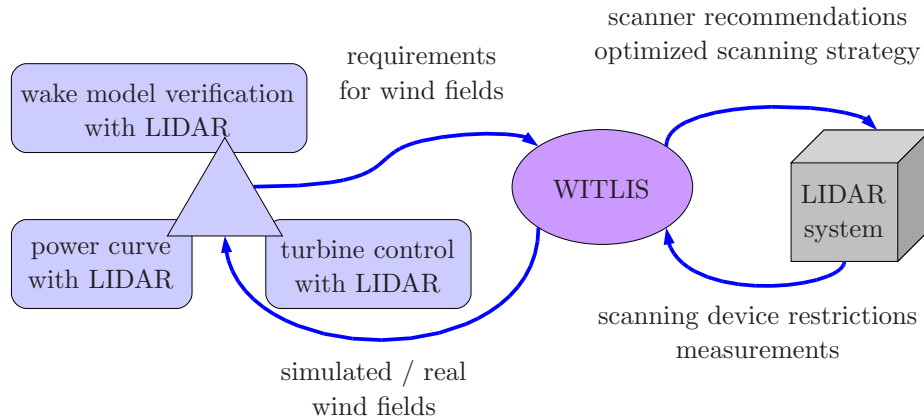 scanner recommendations
optimized scanning strategy
requirements
for wind fields
wake model verification
with LIDAR
WITLIS
LIDAR
system
power curve
with LIDAR
turbine control
with LIDAR
scanning device restrictions
measurements
simulated / real
wind fields